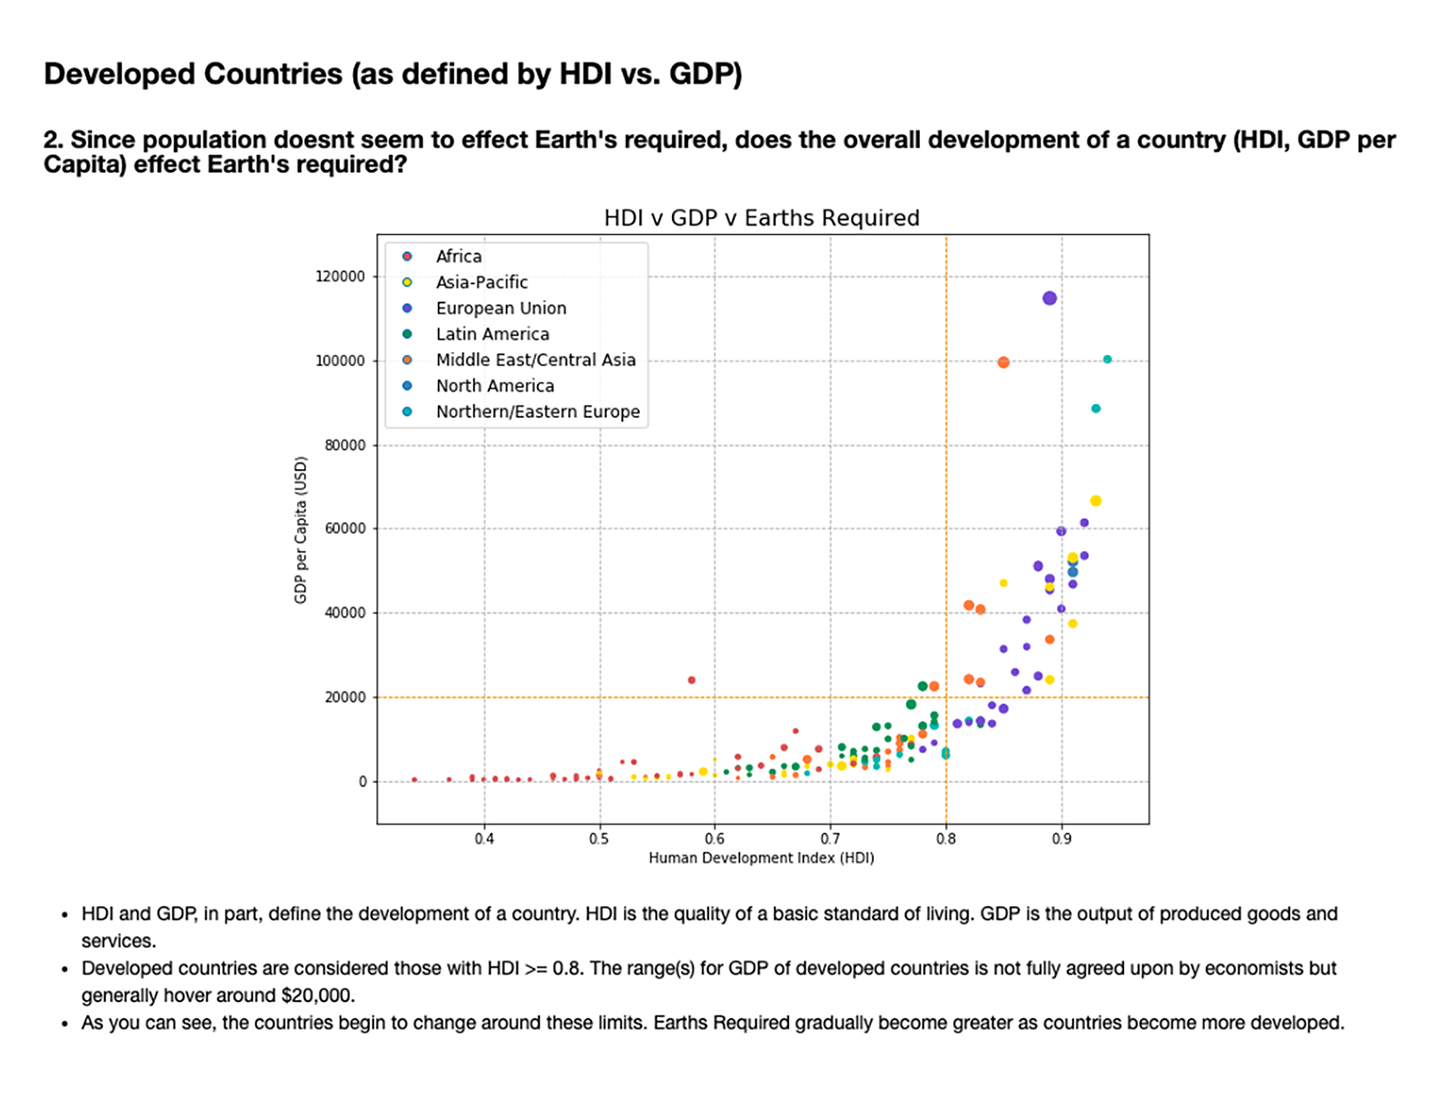 Developed Countries (as defined by HDI vs. GDP)
2. Since population doesnt seem to effect Earth's required, does the overall development of a country (HDI, GDP per
Capita) effect Earth's required?
HDI v GDP v Earths Required
Africa
Asia-Pacific
European Union
Latin America
Middle East/Central Asia
North America
Northern/Eastern Europe
120000
100000
80000
60000
40000
20000
0
GDP per Capita (USD)
0.4 0.5 0.6 0.7 0.8 0.9
Human Development Index (HDI)
• HDI and GDP, in part, define the development of a country. HDI is the quality of a basic standard of living. GDP is the output of produced goods and
services.
• Developed countries are considered those with HDI >= 0.8. The range(s) for GDP of developed countries is not fully agreed upon by economists but
generally hover around $20,000.
• As you can see, the countries begin to change around these limits. Earths Required gradually become greater as countries become more developed.